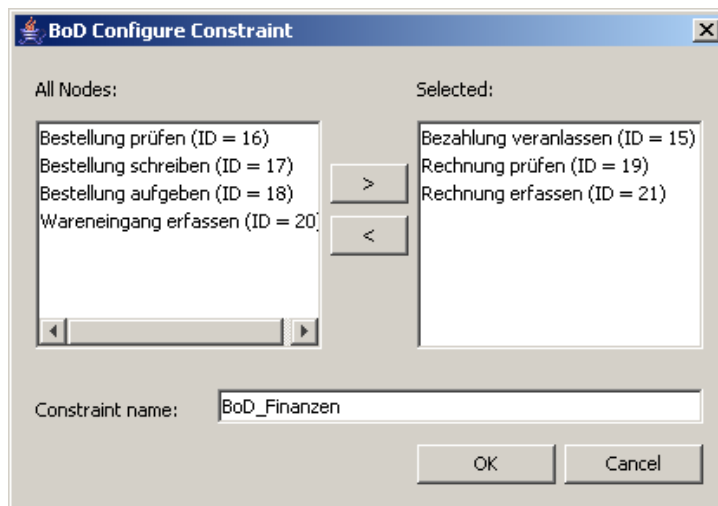 BoD Configure Constraint
All Nodes:
Bestellung prüfen (ID = 16)
Bestellung schreiben (ID = 17)
Bestellung aufgeben (ID = 18)
Wareneingang erfassen (ID = 20)
>
<
Selected:
Bezahlung veranlassen (ID = 15)
Rechnung prüfen (ID = 19)
Rechnung erfassen (ID = 21)
Constraint name: BoD_Finanzen
OK Cancel